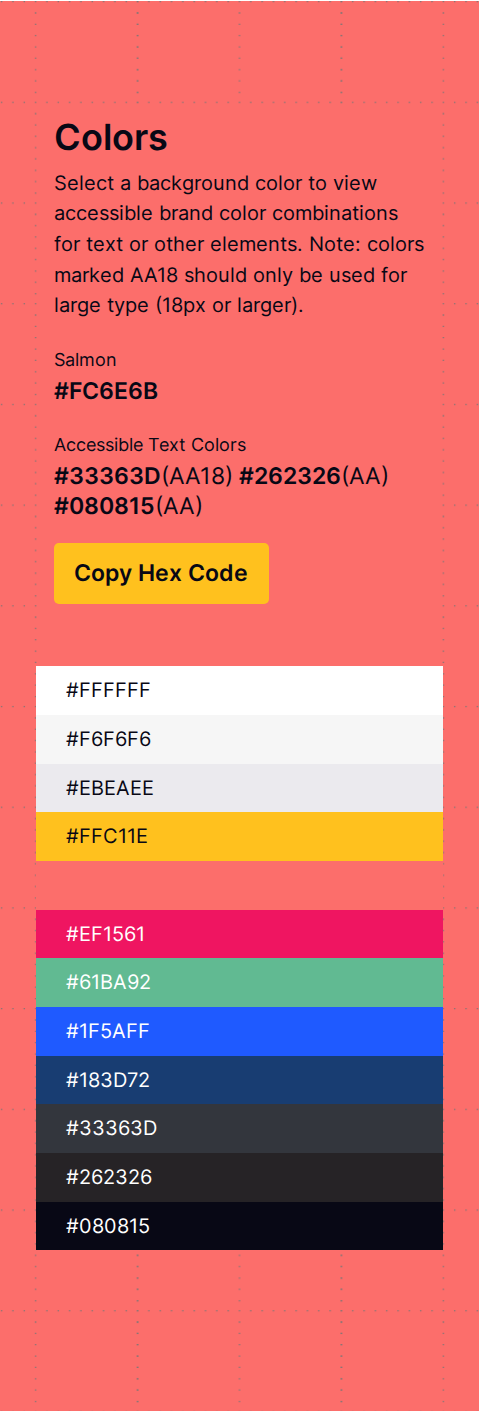 Colors
Select a background color to view
accessible brand color combinations
for text or other elements. Note: colors
marked AA18 should only be used for
large type (18px or larger).
Salmon
#FC6E6B
Accessible Text Colors
#33363D(AA18) #262326(AA)
#080815(AA)
Copy Hex Code
#FFFFFF
#F6F6F6
#EBEAEE
#FFC11E
#EF1561
#61BA92
#1F5AFF
#183D72
#33363D
#262326
#080815